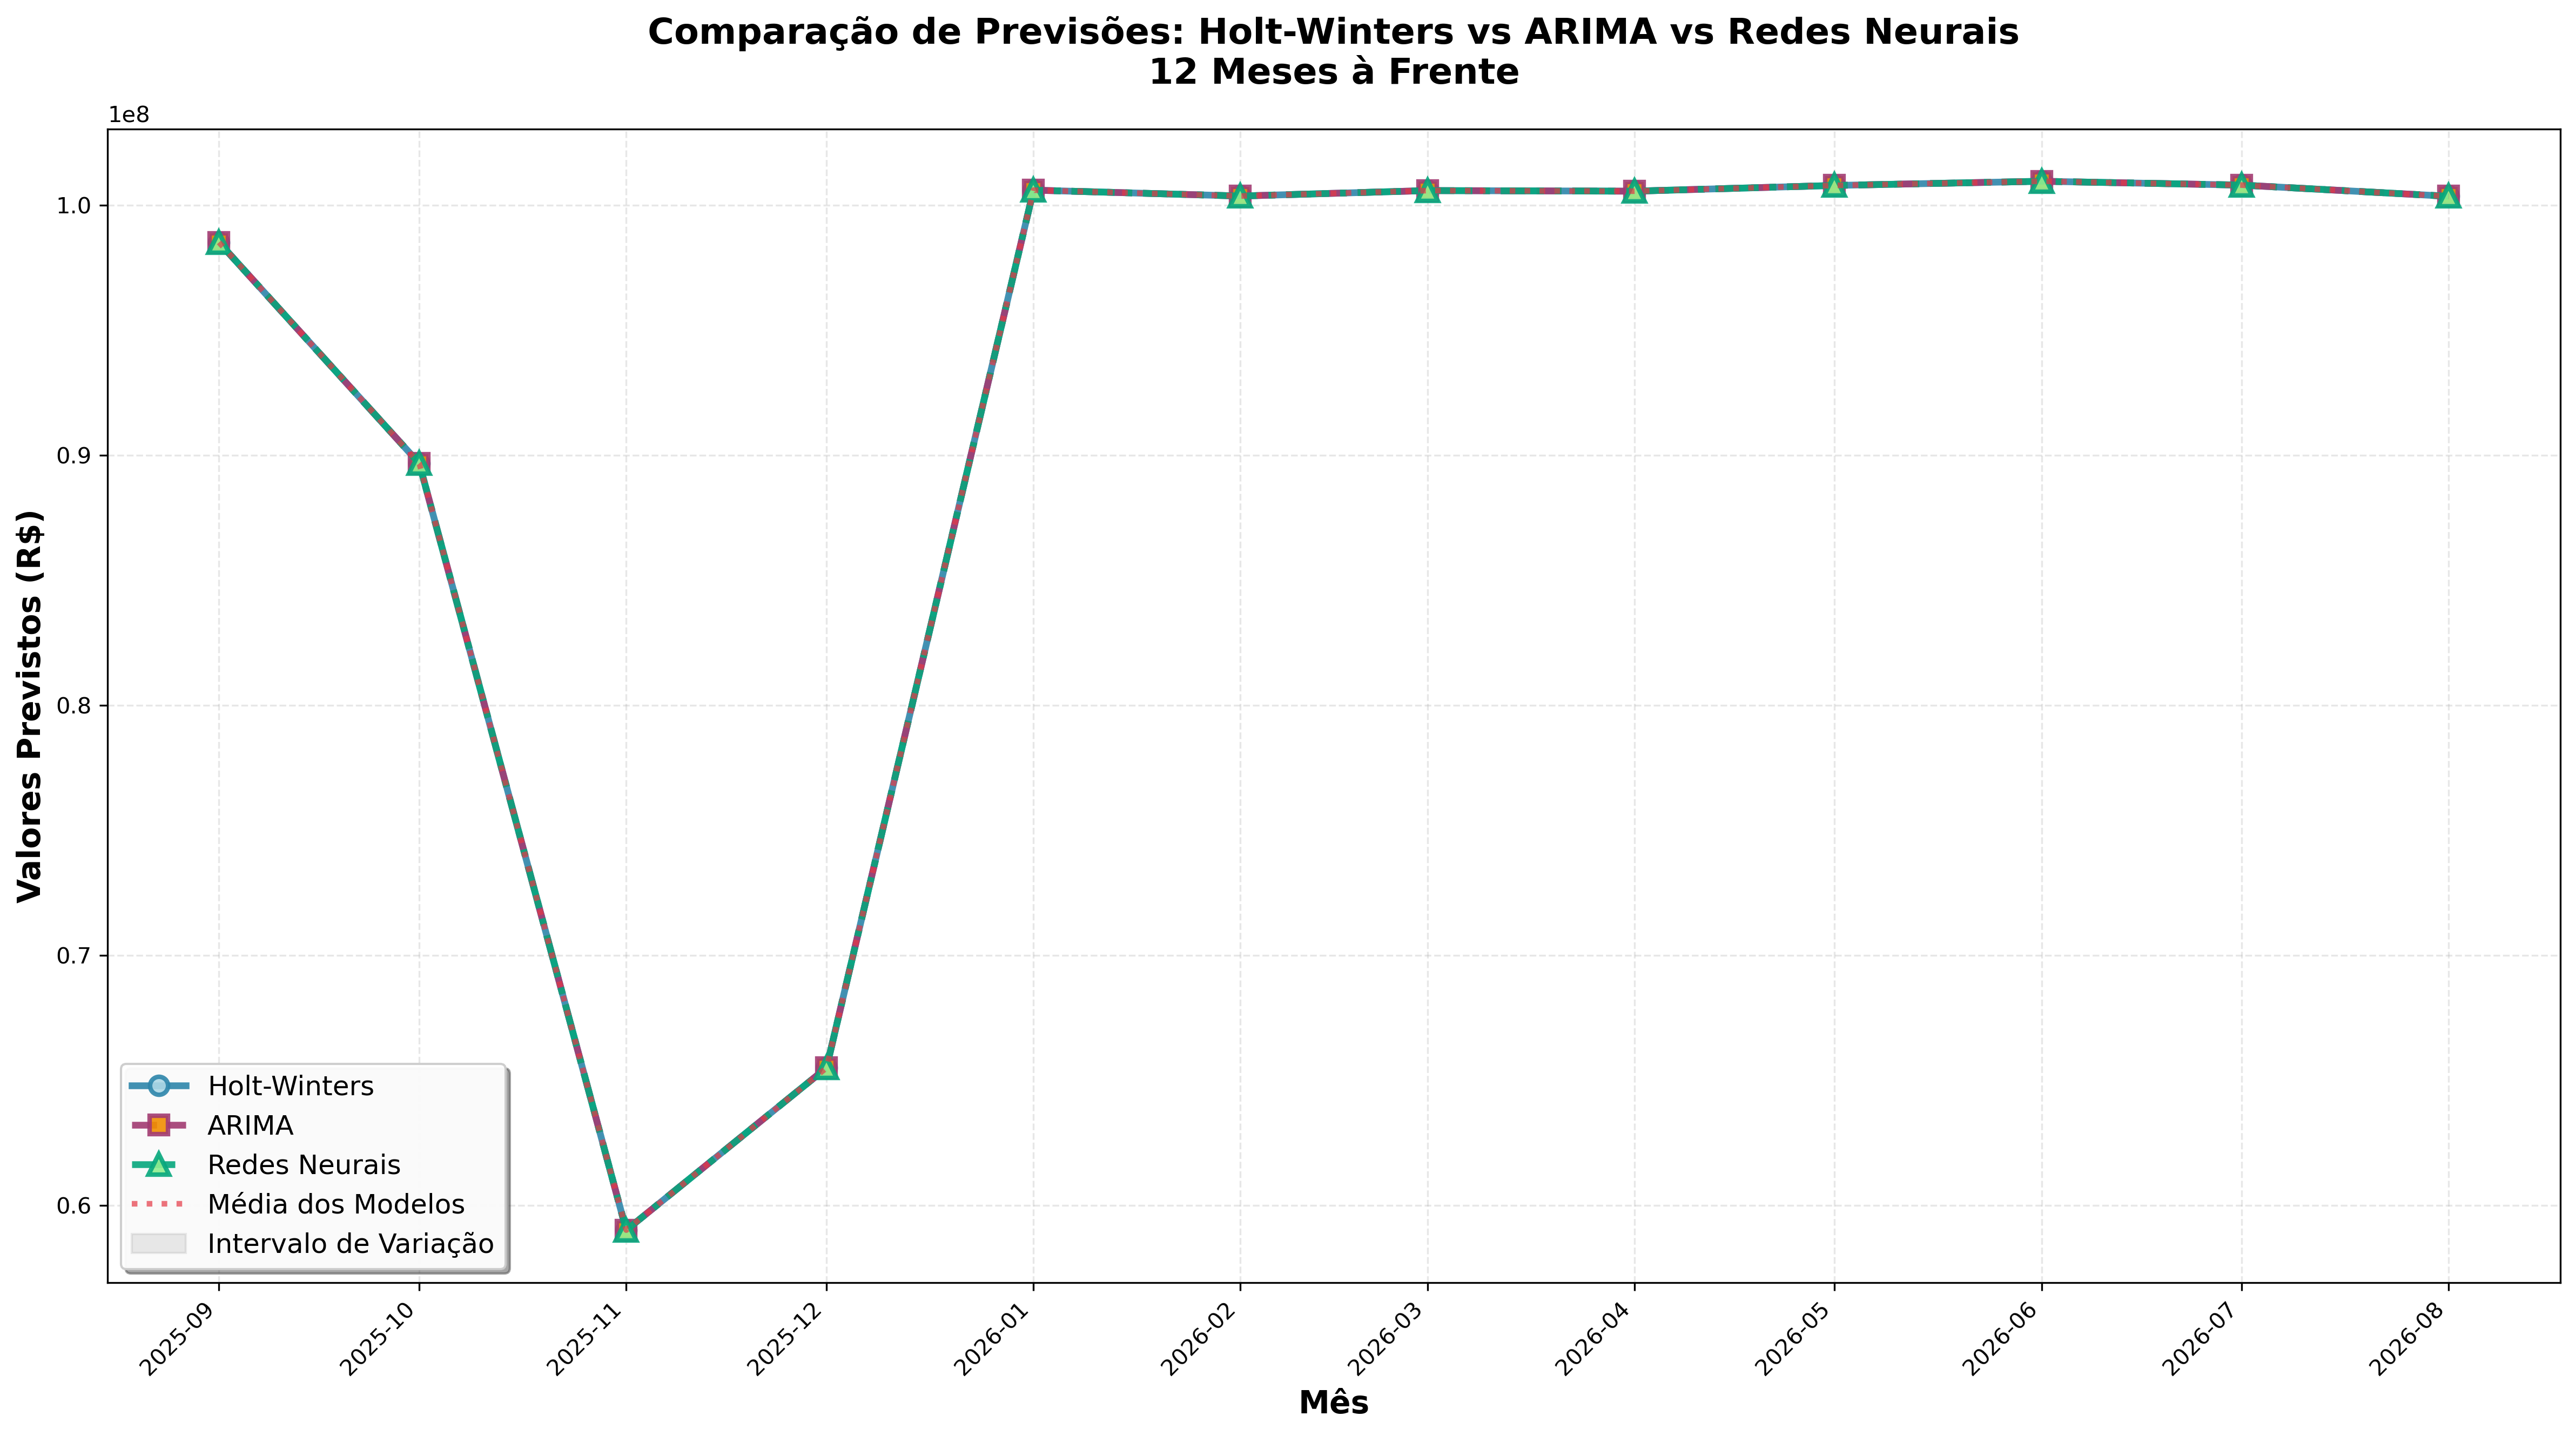 Comparação de Previsões: Holt-Winters vs ARIMA vs Redes Neurais
12 Meses à Frente
1e8
1.0
0.9
0.8
0.7
0.6
Valores Previstos (R$)
Holt-Winters
ARIMA
Redes Neurais
Média dos Modelos
Intervalo de Variação
2025-09
2025-10
2025-11
2025-12
2026-01
2026-02
2026-03
2026-04
2026-05
2026-06
2026-07
2026-08
Mês